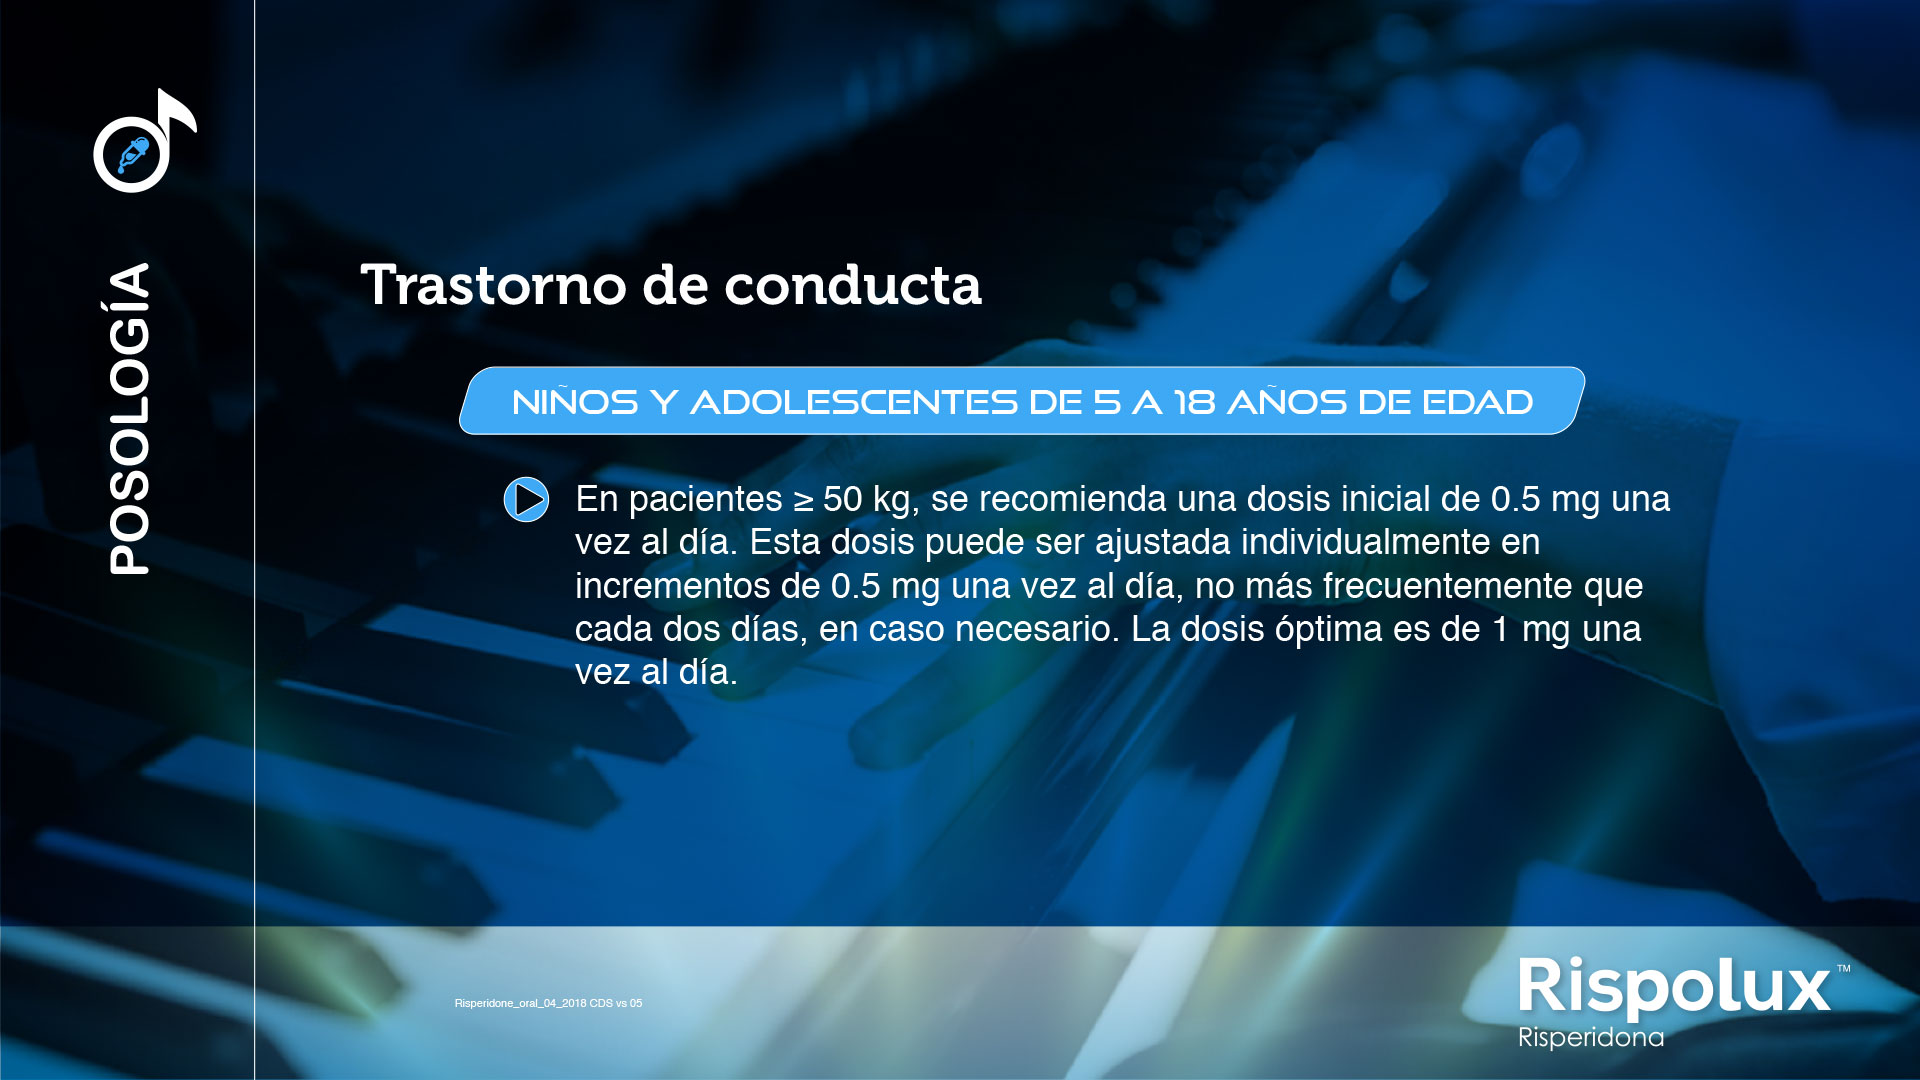 POSOLOGÍA
Trastorno de conducta
NIÑOS Y ADOLESCENTES DE 5 A 18 AÑOS DE EDAD
En pacientes ≥ 50 kg, se recomienda una dosis inicial de 0.5 mg una
vez al día. Esta dosis puede ser ajustada individualmente en
incrementos de 0.5 mg una vez al día, no más frecuentemente que
cada dos días, en caso necesario. La dosis óptima es de 1 mg una
vez al día.
Risperidone_oral_04_2018 CDS vs 05
Rispolux™
Risperidona